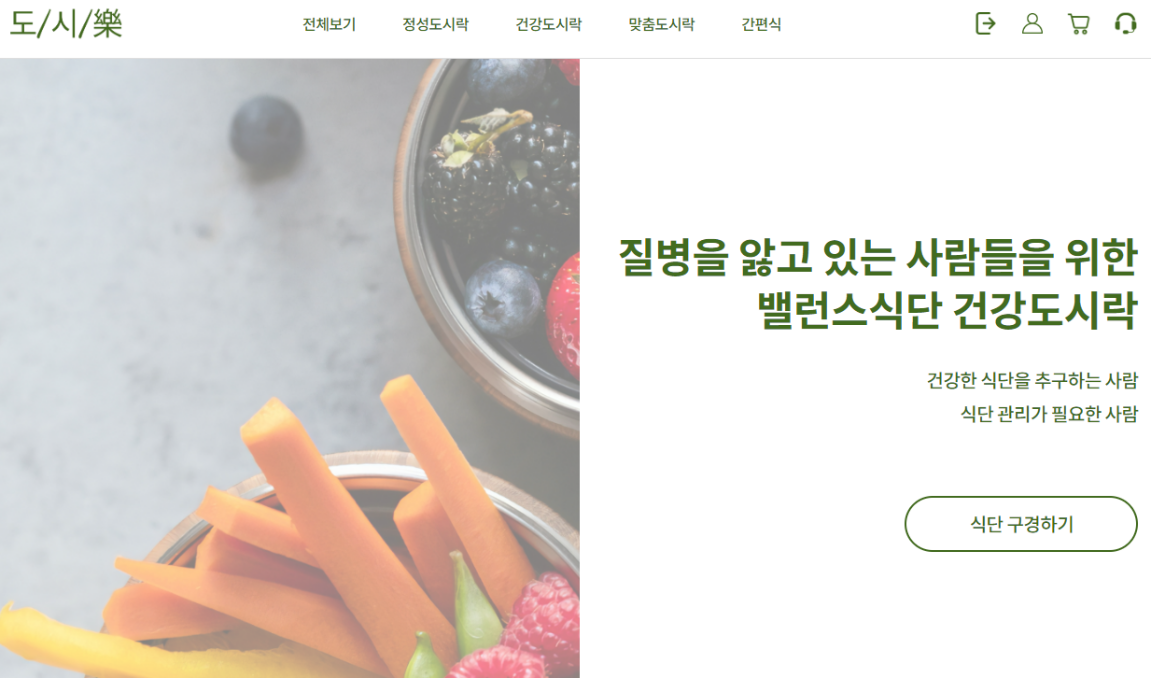 도/시/樂
전체보기 정성도시락 건강도시락 맞춤도시락 간편식
질병을 앓고 있는 사람들을 위한
밸런스식단 건강도시락
건강한 식단을 추구하는 사람
식단 관리가 필요한 사람
식단 구경하기